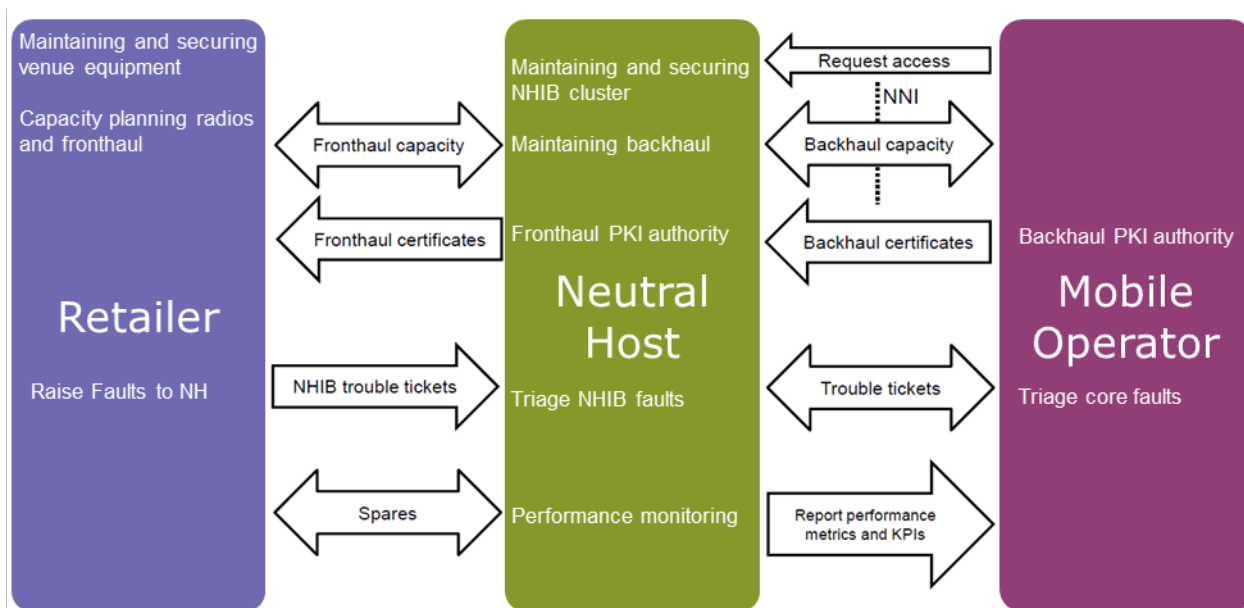 Maintaining and securing
venue equipment
Capacity planning radios
and fronthaul
Retailer
Raise Faults to NH
Fronthaul capacity
Fronthaul certificates
NHIB trouble tickets
Spares
Maintaining and securing
NHIB cluster
Maintaining backhaul
Fronthaul PKI authority
Neutral
Host
Triage NHIB faults
Performance monitoring
Request access
NNI
Backhaul capacity
Backhaul certificates
Trouble tickets
Report performance
metrics and KPIs
Backhaul PKI authority
Mobile
Operator
Triage core faults